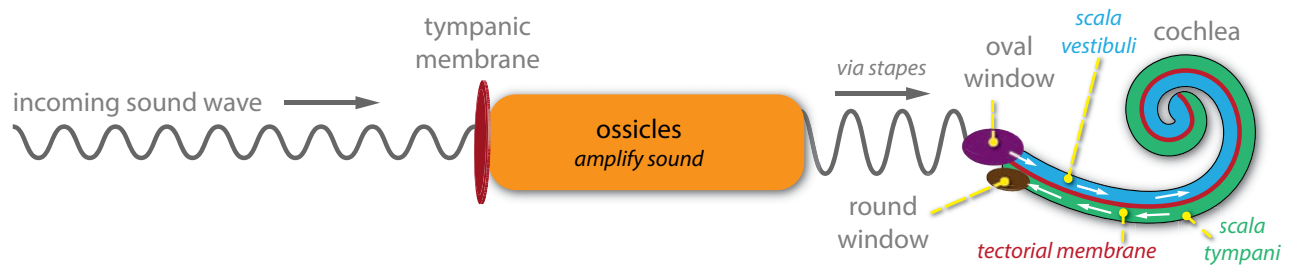 incoming sound wave
tympanic
membrane
ossicles
amplify sound
via stapes
oval
window
scala
vestibuli
cochlea
round
window
tectorial membrane
scala
tympani